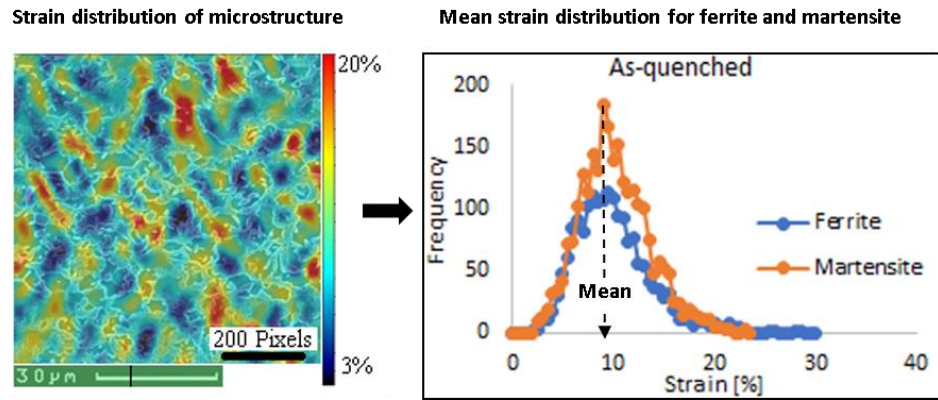 Strain distribution of microstructure
20%
200 Pixels
3%
30µm
Mean strain distribution for ferrite and martensite
As-quenched
Frequency
200
150
100
50
0
Mean
Ferrite
Martensite
0 10 20 30 40
Strain [%]